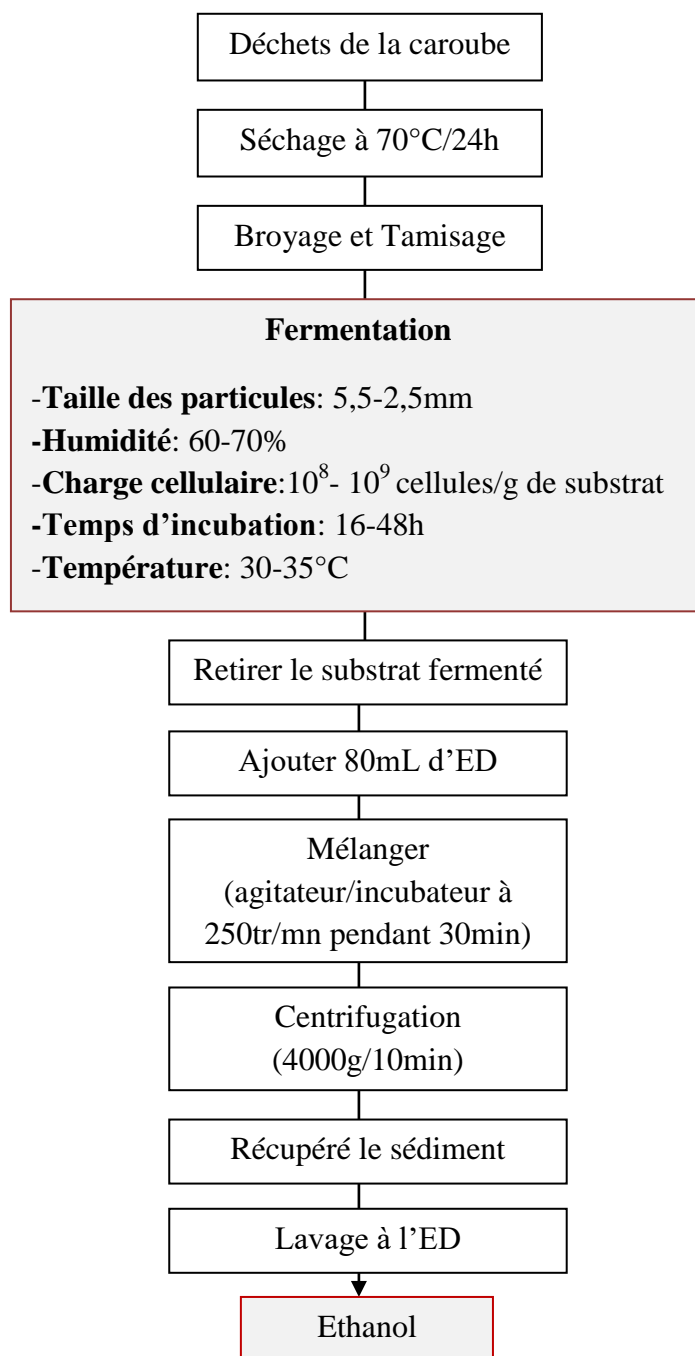 Déchets de la caroube
Séchage à 70°C/24h
Broyage et Tamisage
Fermentation
-Taille des particules: 5,5-2,5mm
-Humidité: 60-70%
-Charge cellulaire:10⁸- 10⁹ cellules/g de substrat
-Temps d’incubation: 16-48h
-Température: 30-35°C
Retirer le substrat fermenté
Ajouter 80mL d’ED
Mélanger
(agitateur/incubateur à
250tr/mn pendant 30min)
Centrifugation
(4000g/10min)
Récupéré le sédiment
Lavage à l’ED
Ethanol